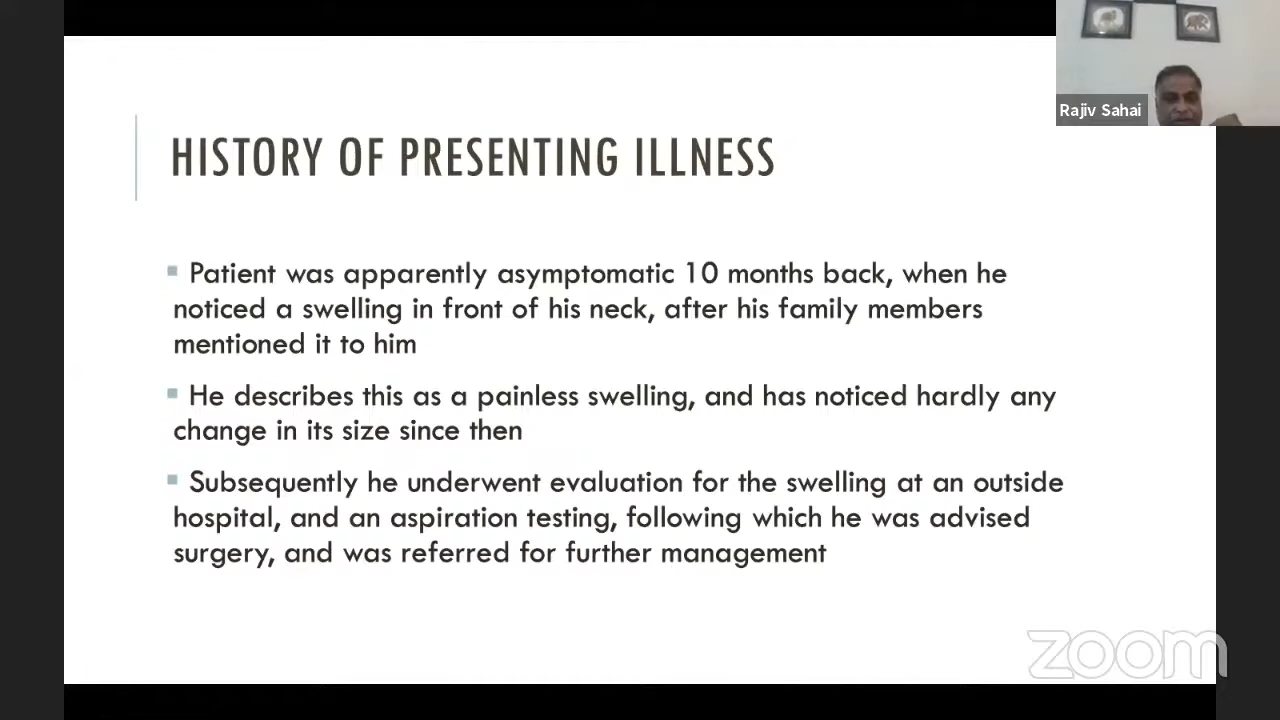 Rajiv Sahai
HISTORY OF PRESENTING ILLNESS
▪ Patient was apparently asymptomatic 10 months back, when he
noticed a swelling in front of his neck, after his family members
mentioned it to him
▪ He describes this as a painless swelling, and has noticed hardly any
change in its size since then
▪ Subsequently he underwent evaluation for the swelling at an outside
hospital, and an aspiration testing, following which he was advised
surgery, and was referred for further management
zoom